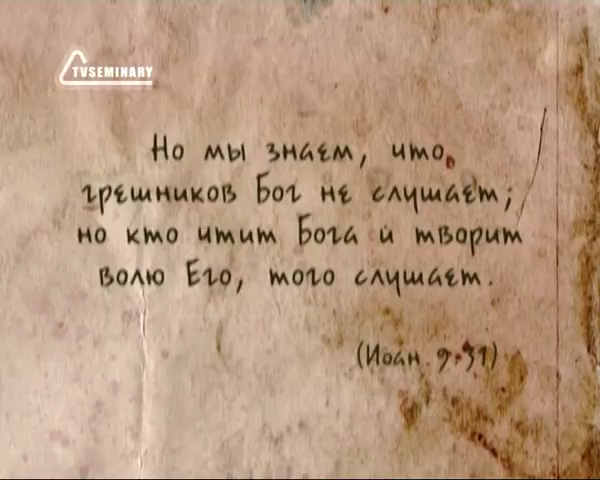 TVSEMINARY
Но мы знаем, что
грешников Бог не слушает;
но кто чтит Бога и творит
волю Его, того слушает.
(Иоан 9:31)